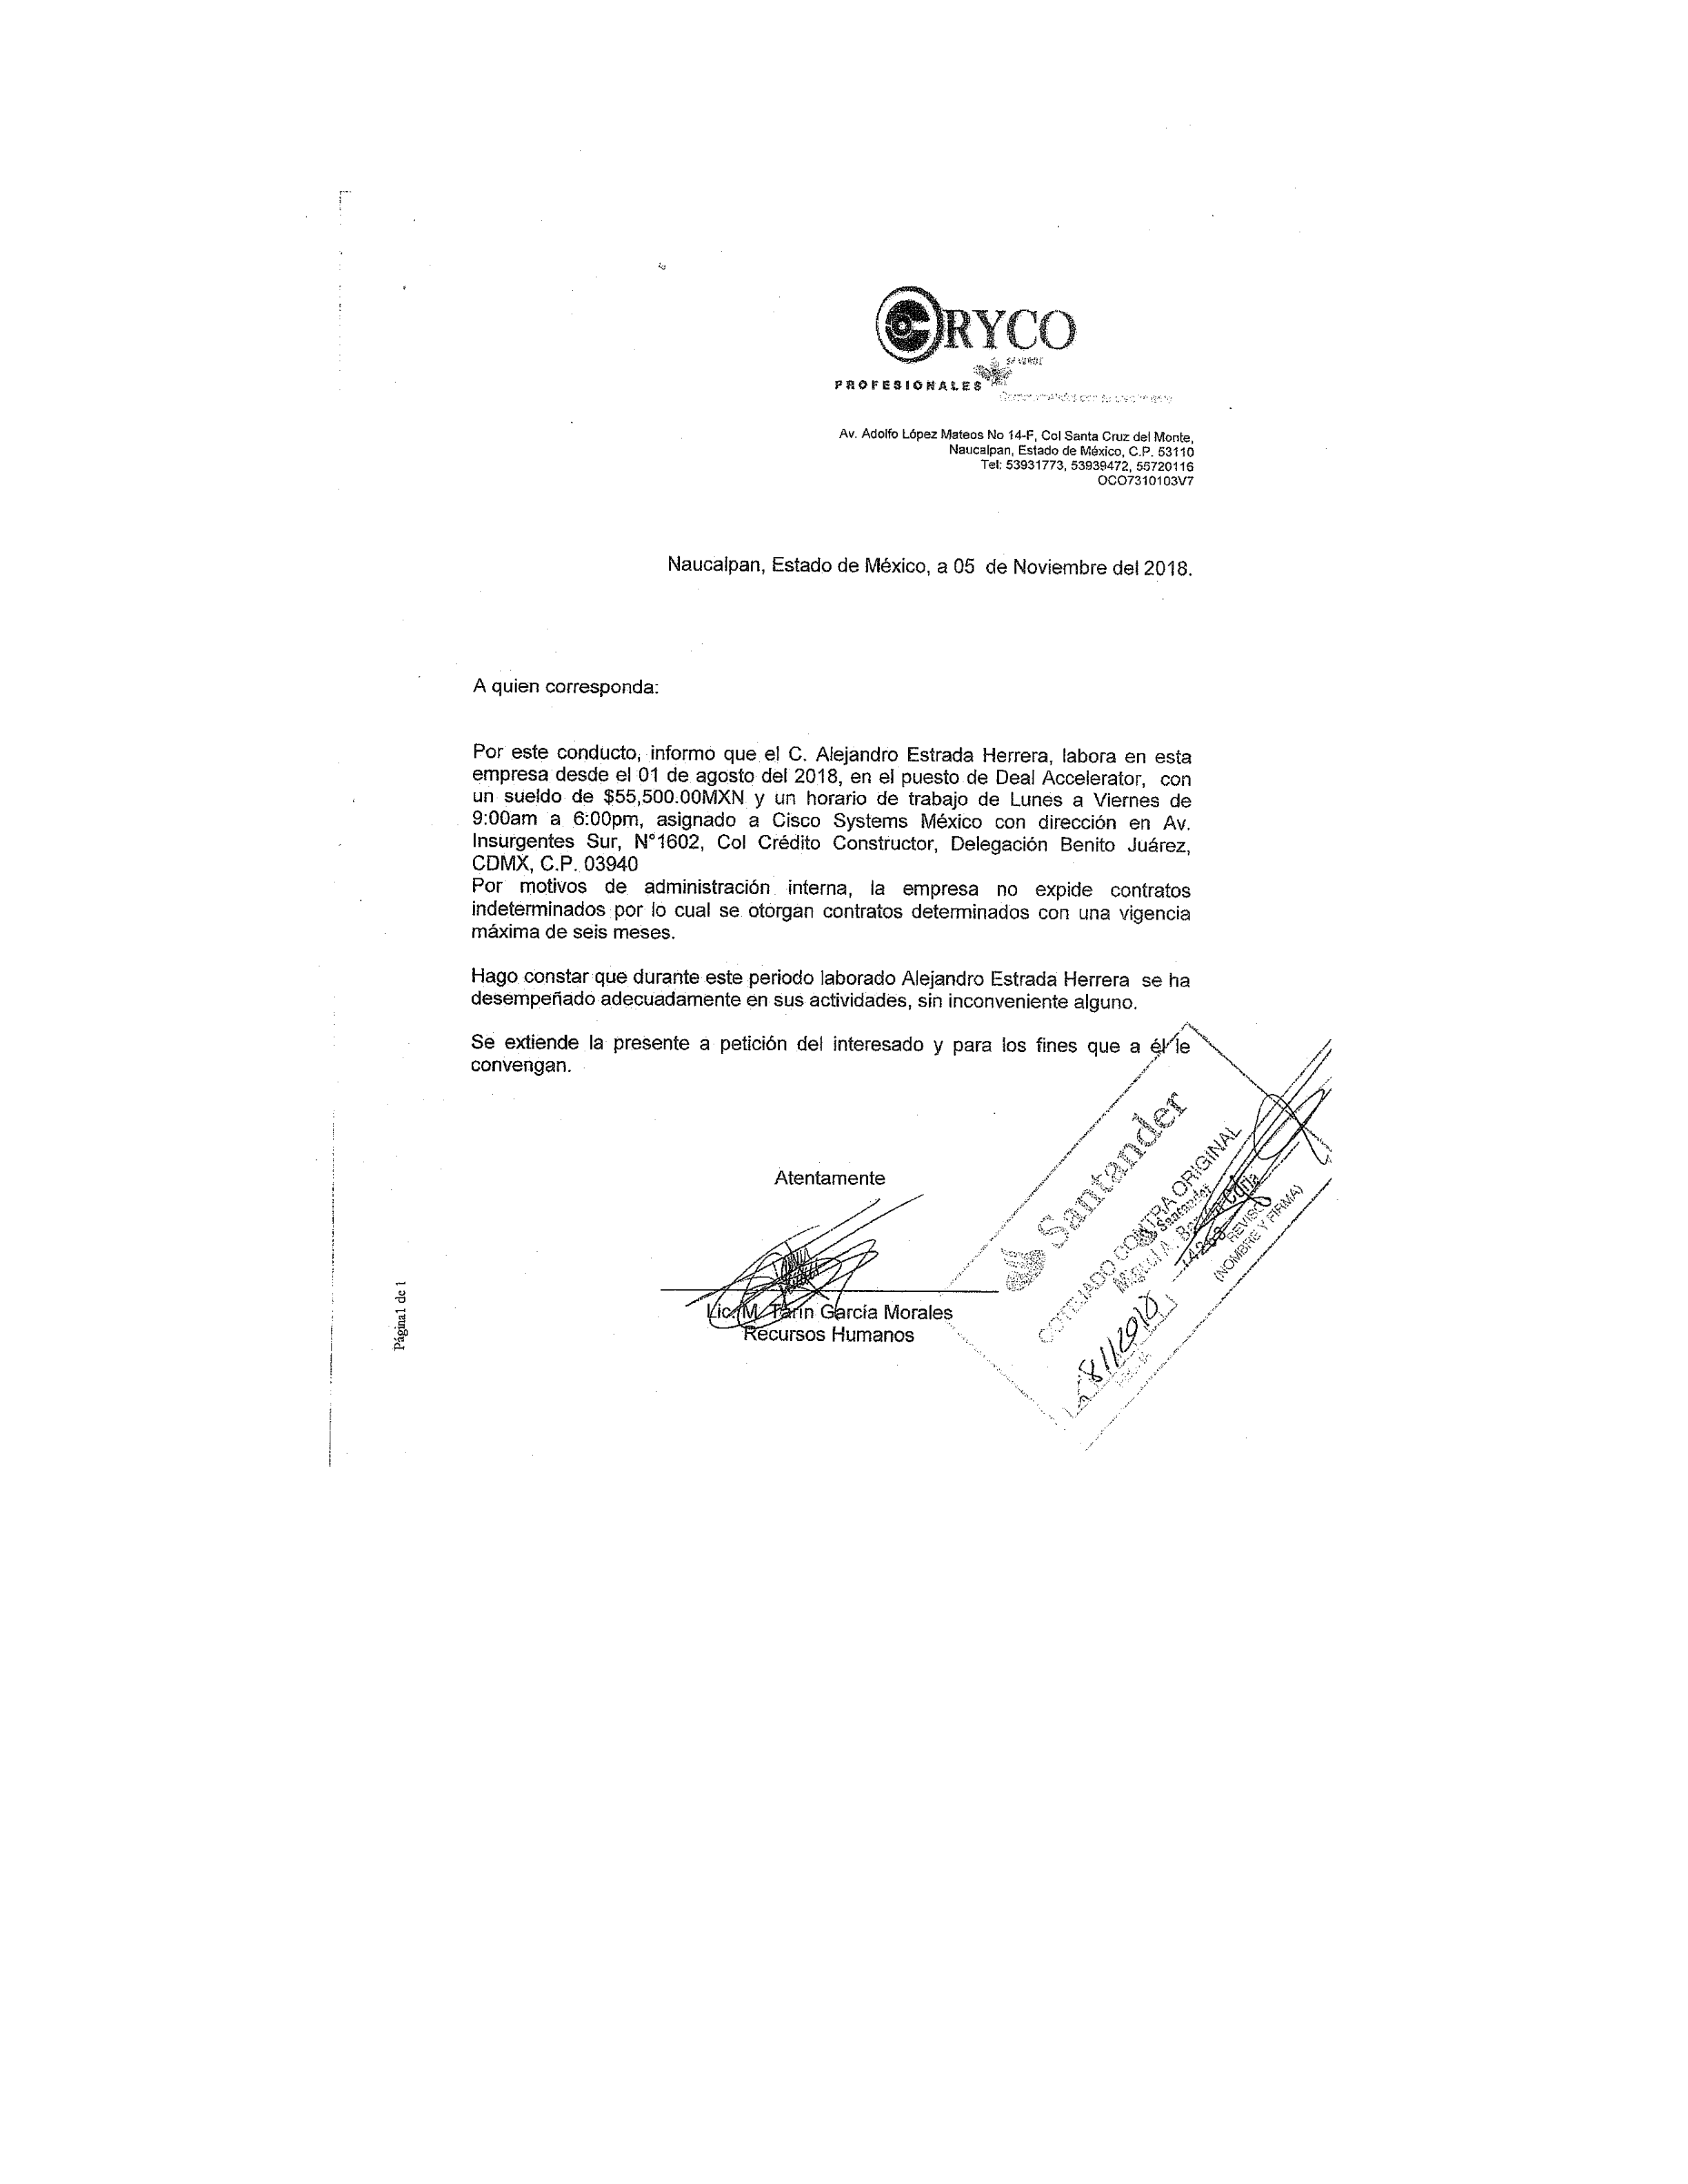 ORYCO
PROFESIONALES
Av. Adolfo López Mateos No 14-F, Col Santa Cruz del Monte,
Naucalpan, Estado de México, C.P. 53110
Tel: 53931773, 53939472, 55720116
OCO7310103V7
Naucalpan, Estado de México, a 05 de Noviembre del 2018.
A quien corresponda:
Por este conducto, informo que el C. Alejandro Estrada Herrera, labora en esta
empresa desde el 01 de agosto del 2018, en el puesto de Deal Accelerator, con
un sueldo de $55,500.00MXN y un horario de trabajo de Lunes a Viernes de
9:00am a 6:00pm, asignado a Cisco Systems México con dirección en Av.
Insurgentes Sur, N°1602, Col Crédito Constructor, Delegación Benito Juárez,
CDMX, C.P. 03940
Por motivos de administración interna, la empresa no expide contratos
indeterminados por lo cual se otorgan contratos determinados con una vigencia
máxima de seis meses.
Hago constar que durante este periodo laborado Alejandro Estrada Herrera se ha
desempeñado adecuadamente en sus actividades, sin inconveniente alguno.
Se extiende la presente a petición del interesado y para los fines que a él le
convengan.
Atentamente
Lic. M. Tarin García Morales
Recursos Humanos
Santander
COTEJADO CONTRA ORIGINAL
Santander
Miguel A.
REVISO
(NOMBRE Y FIRMA)
Página1 de 1